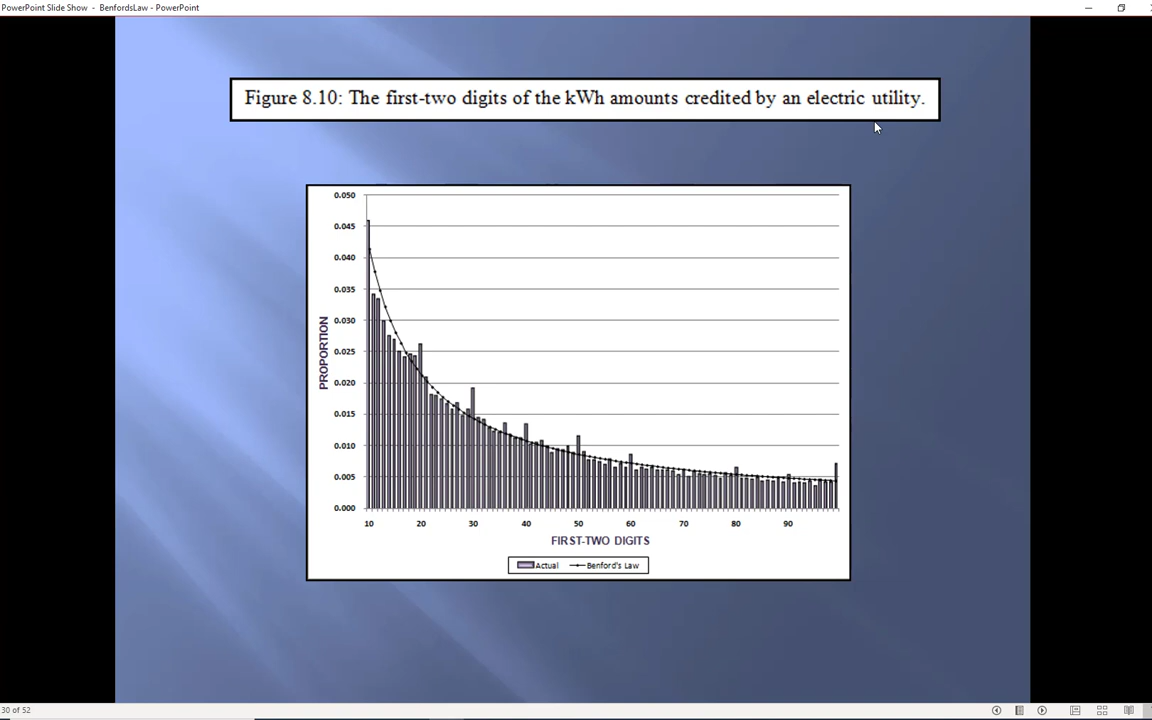 PowerPoint Slide Show - BenfordsLaw - PowerPoint
Figure 8.10: The first-two digits of the kWh amounts credited by an electric utility.
0.050
0.045
0.040
0.035
0.030
0.025
0.020
0.015
0.010
0.005
0.000
PROPORTION
10 20 30 40 50 60 70 80 90
FIRST-TWO DIGITS
Actual Benford's Law
30 of 52